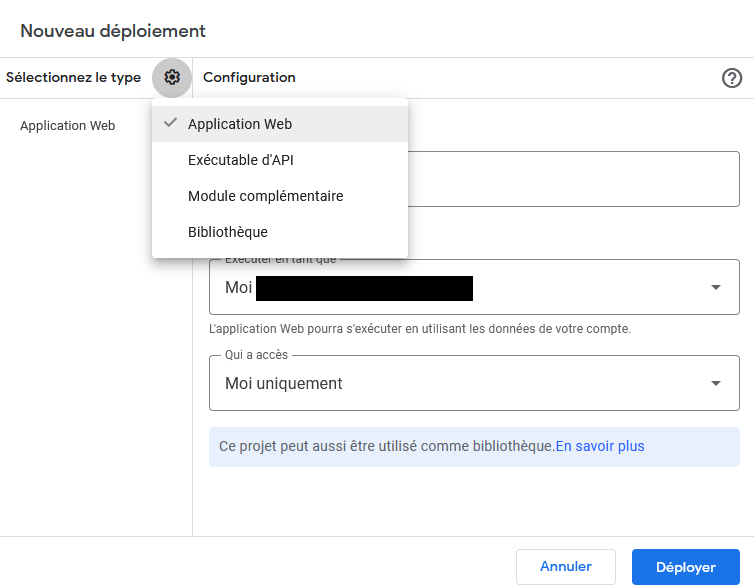 Nouveau déploiement
Sélectionnez le type
Configuration
Application Web
Application Web
Exécutable d'API
Module complémentaire
Bibliothèque
Exécuter en tant que
Moi
L'application Web pourra s'exécuter en utilisant les données de votre compte.
Qui a accès
Moi uniquement
Ce projet peut aussi être utilisé comme bibliothèque.En savoir plus
Annuler
Déployer